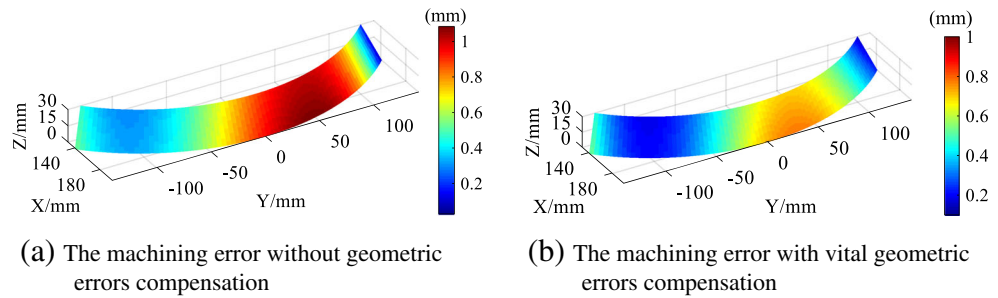 (mm)
1
0.8
0.6
0.4
0.2
Z/mm
30
15
0
140
180
X/mm
-100
-50
0
50
100
Y/mm
(a) The machining error without geometric
errors compensation
(mm)
1
0.8
0.6
0.4
0.2
Z/mm
30
15
0
140
180
X/mm
-100
-50
0
50
100
Y/mm
(b) The machining error with vital geometric
errors compensation